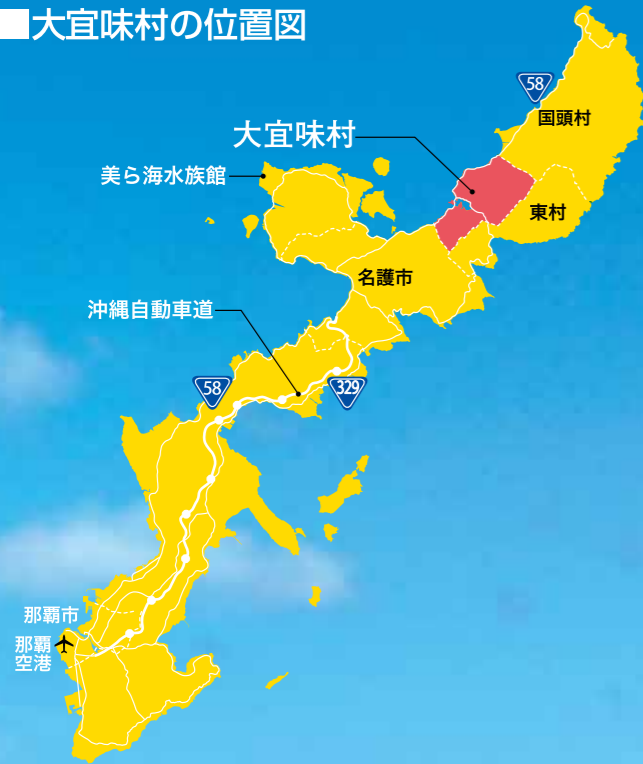 ■大宜味村の位置図
58
国頭村
大宜味村
美ら海水族館
東村
名護市
沖縄自動車道
58
329
那覇市
那覇
空港